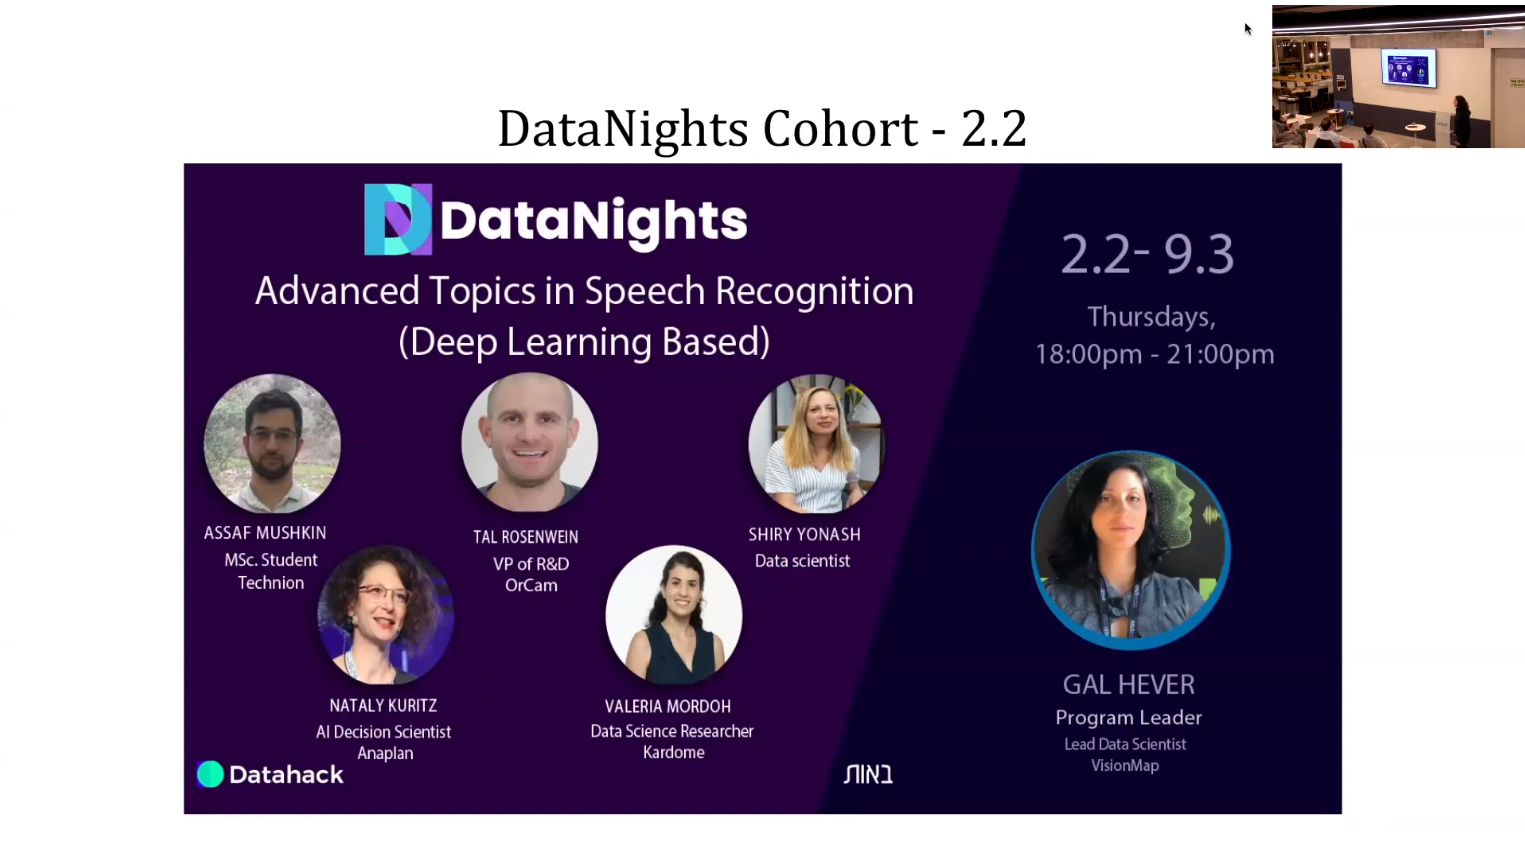 DataNights Cohort - 2.2
DataNights
Advanced Topics in Speech Recognition
(Deep Learning Based)
2.2- 9.3
Thursdays,
18:00pm - 21:00pm
ASSAF MUSHKIN
MSc. Student
Technion
TAL ROSENWEIN
VP of R&D
OrCam
SHIRY YONASH
Data scientist
NATALY KURITZ
AI Decision Scientist
Anaplan
VALERIA MORDOH
Data Science Researcher
Kardome
GAL HEVER
Program Leader
Lead Data Scientist
VisionMap
Datahack
באות